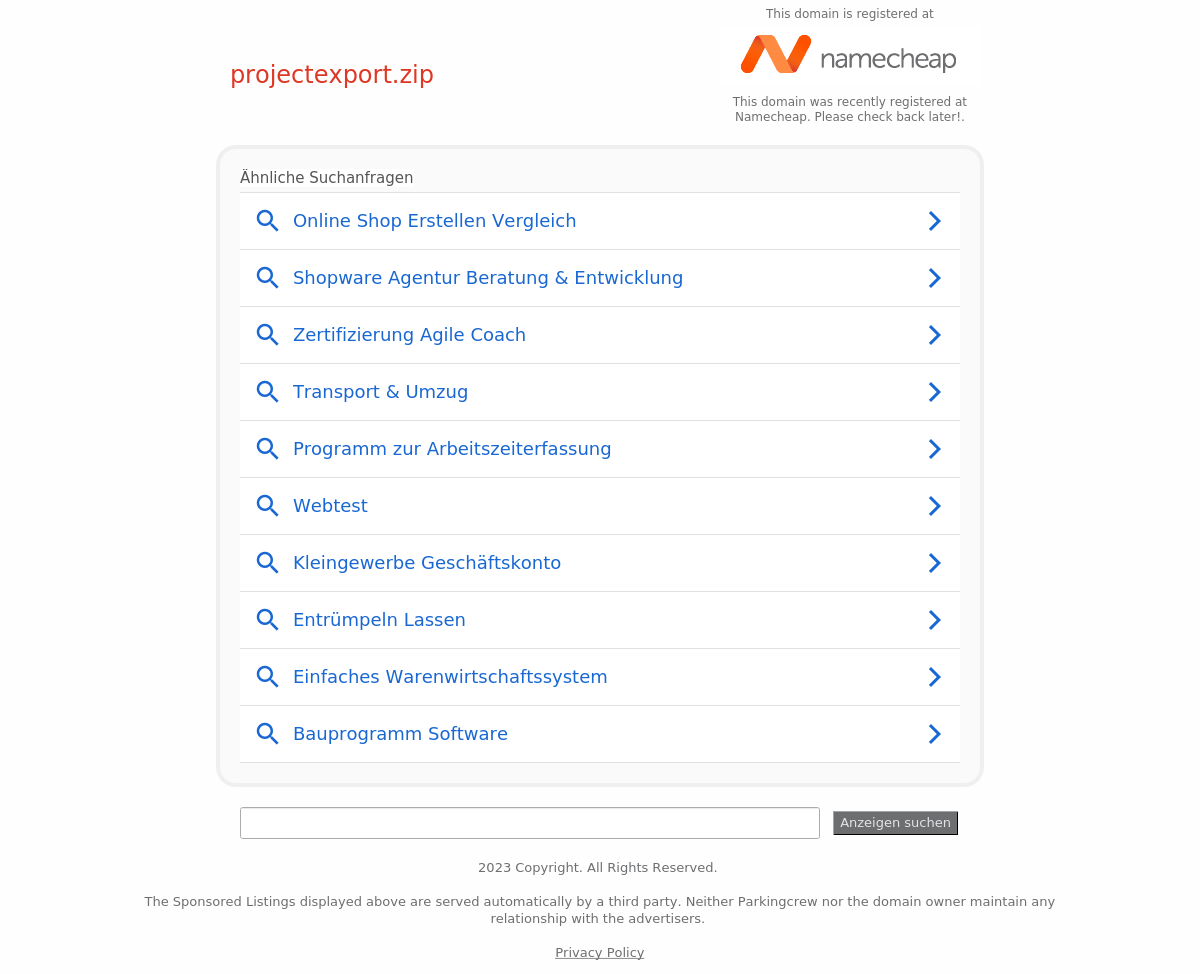 This domain is registered at
namecheap
projectexport.zip
This domain was recently registered at
Namecheap. Please check back later!.
Ähnliche Suchanfragen
Online Shop Erstellen Vergleich
Shopware Agentur Beratung & Entwicklung
Zertifizierung Agile Coach
Transport & Umzug
Programm zur Arbeitszeiterfassung
Webtest
Kleingewerbe Geschäftskonto
Entrümpeln Lassen
Einfaches Warenwirtschaftssystem
Bauprogramm Software
Anzeigen suchen
2023 Copyright. All Rights Reserved.
The Sponsored Listings displayed above are served automatically by a third party. Neither Parkingcrew nor the domain owner maintain any
relationship with the advertisers.
Privacy Policy